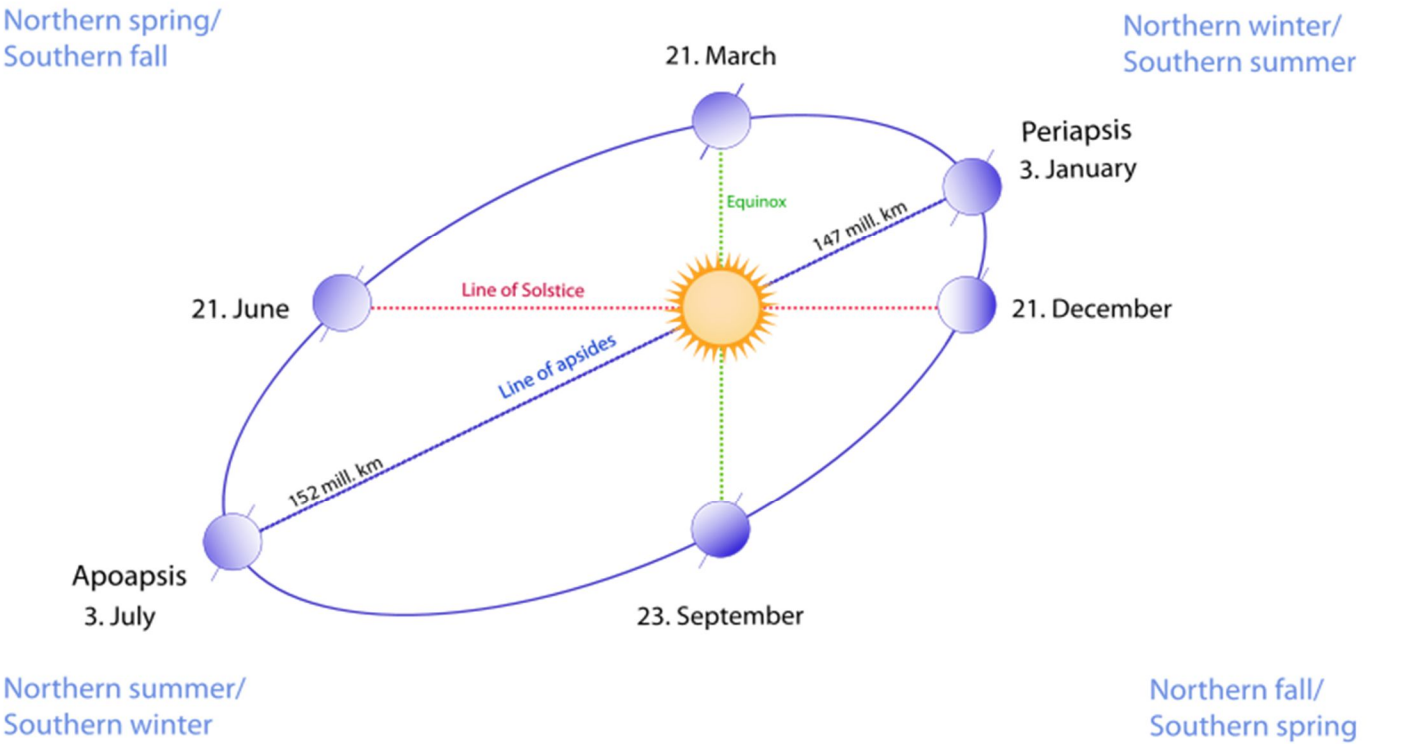 Northern spring/
Southern fall
Northern winter/
Southern summer
21. March
Periapsis
3. January
Equinox
147 mill. km
Line of Solstice
21. June
21. December
Line of apsides
152 mill. km
Apoapsis
3. July
23. September
Northern summer/
Southern winter
Northern fall/
Southern spring